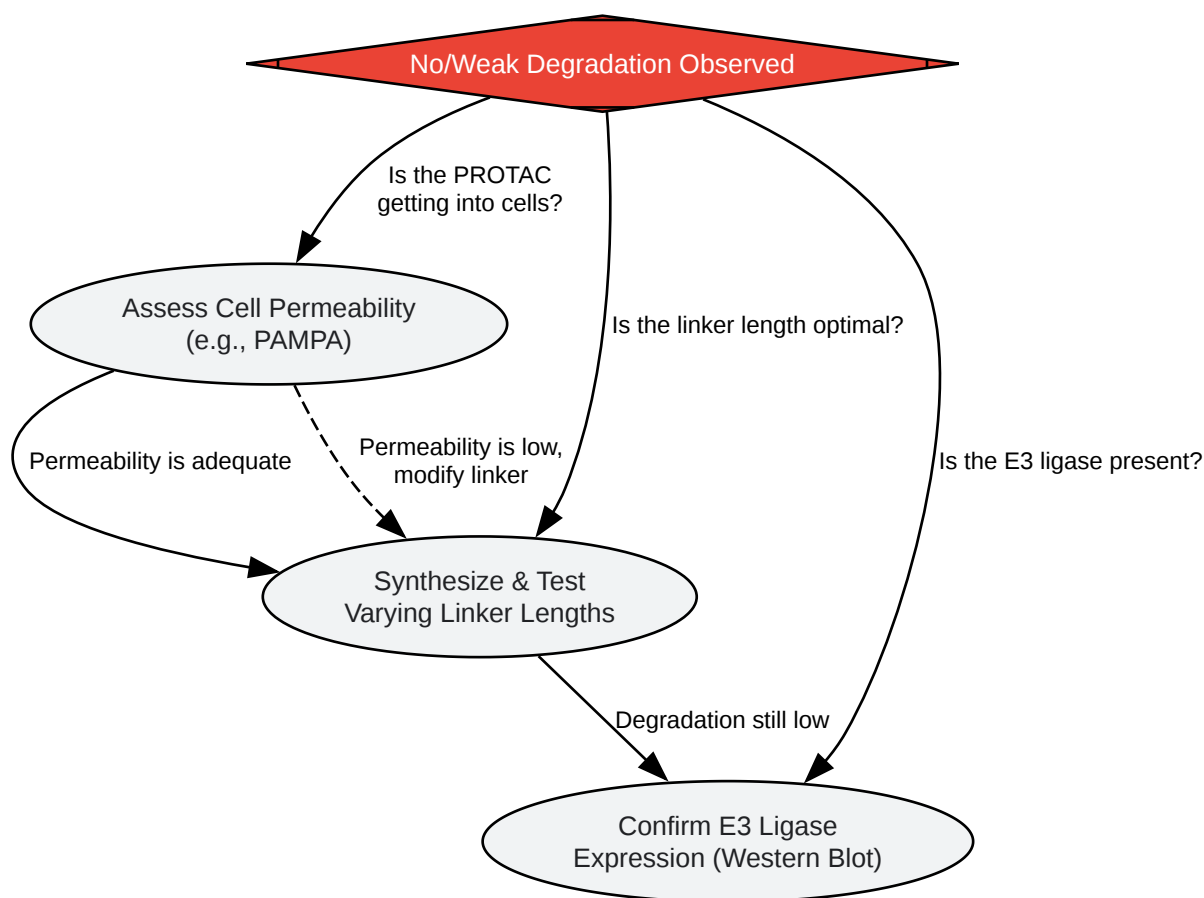 No/Weak Degradation Observed
Is the PROTAC
getting into cells?
Assess Cell Permeability
(e.g., PAMPA)
Is the linker length optimal?
Permeability is adequate
Permeability is low,
modify linker
Is the E3 ligase present?
Synthesize & Test
Varying Linker Lengths
Degradation still low
Confirm E3 Ligase
Expression (Western Blot)